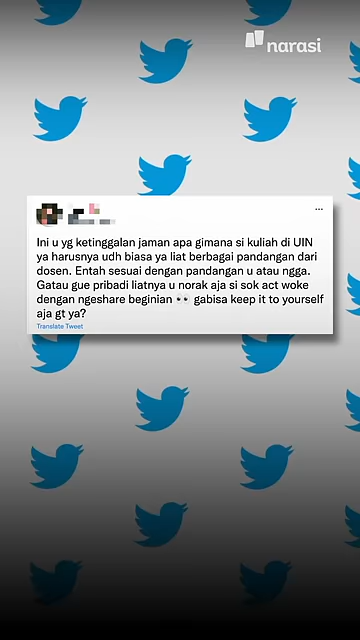 narasi
Ini u yg ketinggalan jaman apa gimana si kuliah di UIN
ya harusnya udh biasa ya liat berbagai pandangan dari
dosen. Entah sesuai dengan pandangan u atau ngga.
Gatau gue pribadi liatnya u norak aja si sok act woke
dengan ngeshare beginian 👀 gabisa keep it to yourself
aja gt ya?
Translate Tweet